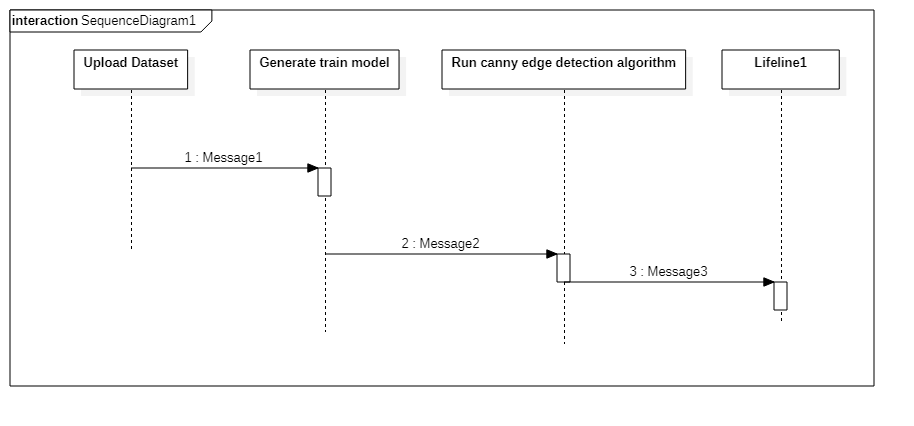 interaction SequenceDiagram1
Upload Dataset
Generate train model
Run canny edge detection algorithm
Lifeline1
1 : Message1
2 : Message2
3 : Message3